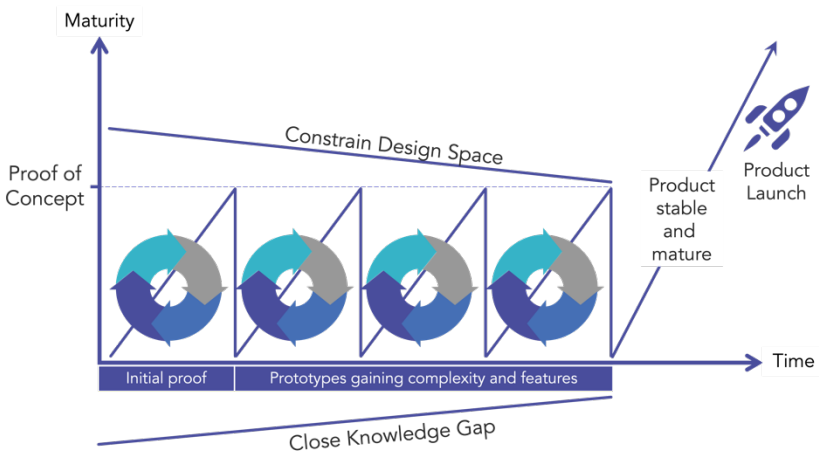 Maturity
Constrain Design Space
Proof of
Concept
Product
stable
and
mature
Product
Launch
Time
Initial proof
Prototypes gaining complexity and features
Close Knowledge Gap